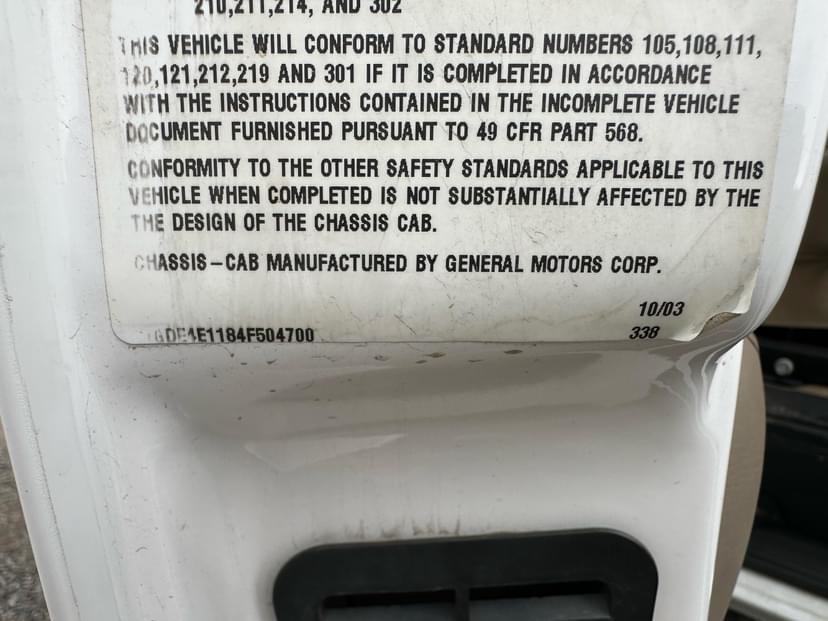 210,211,214, AND 302
THIS VEHICLE WILL CONFORM TO STANDARD NUMBERS 105,108,111,
120,121,212,219 AND 301 IF IT IS COMPLETED IN ACCORDANCE
WITH THE INSTRUCTIONS CONTAINED IN THE INCOMPLETE VEHICLE
DOCUMENT FURNISHED PURSUANT TO 49 CFR PART 568.
CONFORMITY TO THE OTHER SAFETY STANDARDS APPLICABLE TO THIS
VEHICLE WHEN COMPLETED IS NOT SUBSTANTIALLY AFFECTED BY THE
THE DESIGN OF THE CHASSIS CAB.
CHASSIS-CAB MANUFACTURED BY GENERAL MOTORS CORP.
10/03
GDE4E1184F504700 338